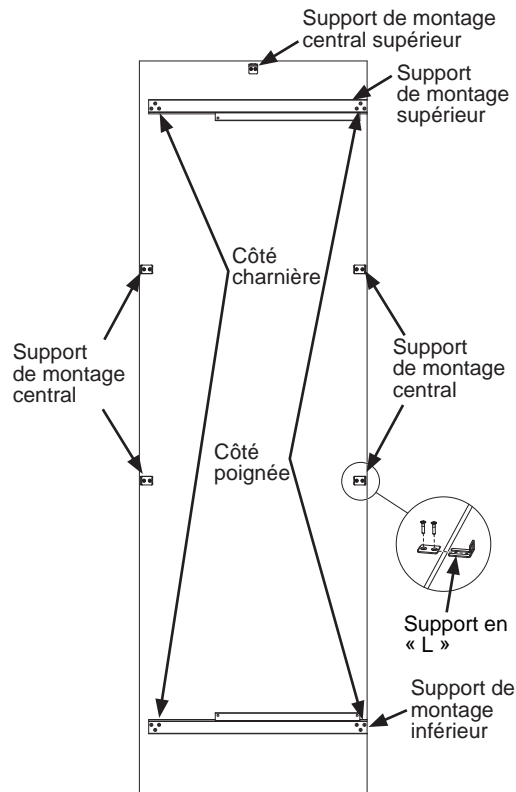 Support de montage
central supérieur
Support
de montage
supérieur
Côté
charnière
Support
de montage
central
Support
de montage
central
Côté
poignée
Support en
« L »
Support de
montage
inférieur